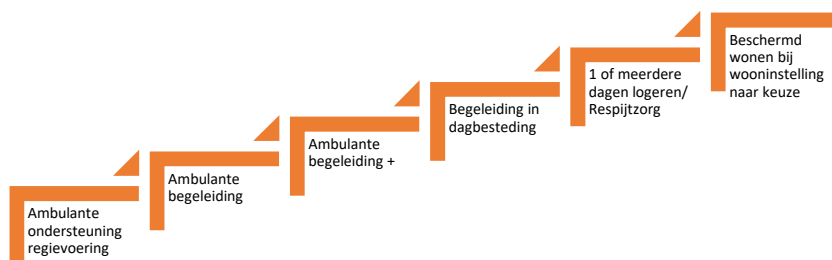 Ambulante
ondersteuning
regievoering
Ambulante
begeleiding
Ambulante
begeleiding +
Begeleiding in
dagbesteding
1 of meerdere
dagen logeren/
Respijtzorg
Beschermd
wonen bij
wooninstelling
naar keuze